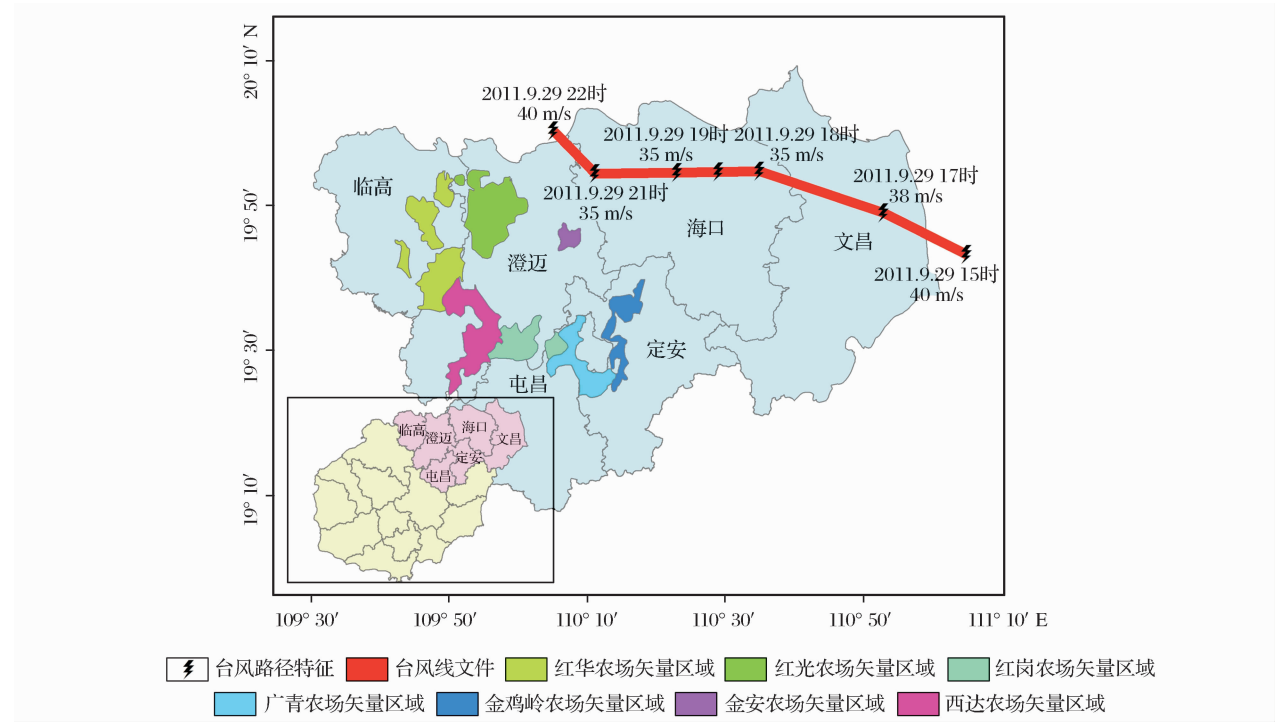 20° 10′ N
19° 50′
19° 30′
19° 10′
2011.9.29 22时
40 m/s
2011.9.29 19时
35 m/s
2011.9.29 18时
35 m/s
2011.9.29 17时
38 m/s
2011.9.29 21时
35 m/s
2011.9.29 15时
40 m/s
临高
澄迈
海口
文昌
定安
屯昌
临高
澄迈
海口
文昌
定安
屯昌
109° 30′ 109° 50′ 110° 10′ 110° 30′ 110° 50′ 111° 10′ E
台风路径特征 台风线文件 红华农场矢量区域 红光农场矢量区域 红岗农场矢量区域
广青农场矢量区域 金鸡岭农场矢量区域 金安农场矢量区域 西达农场矢量区域